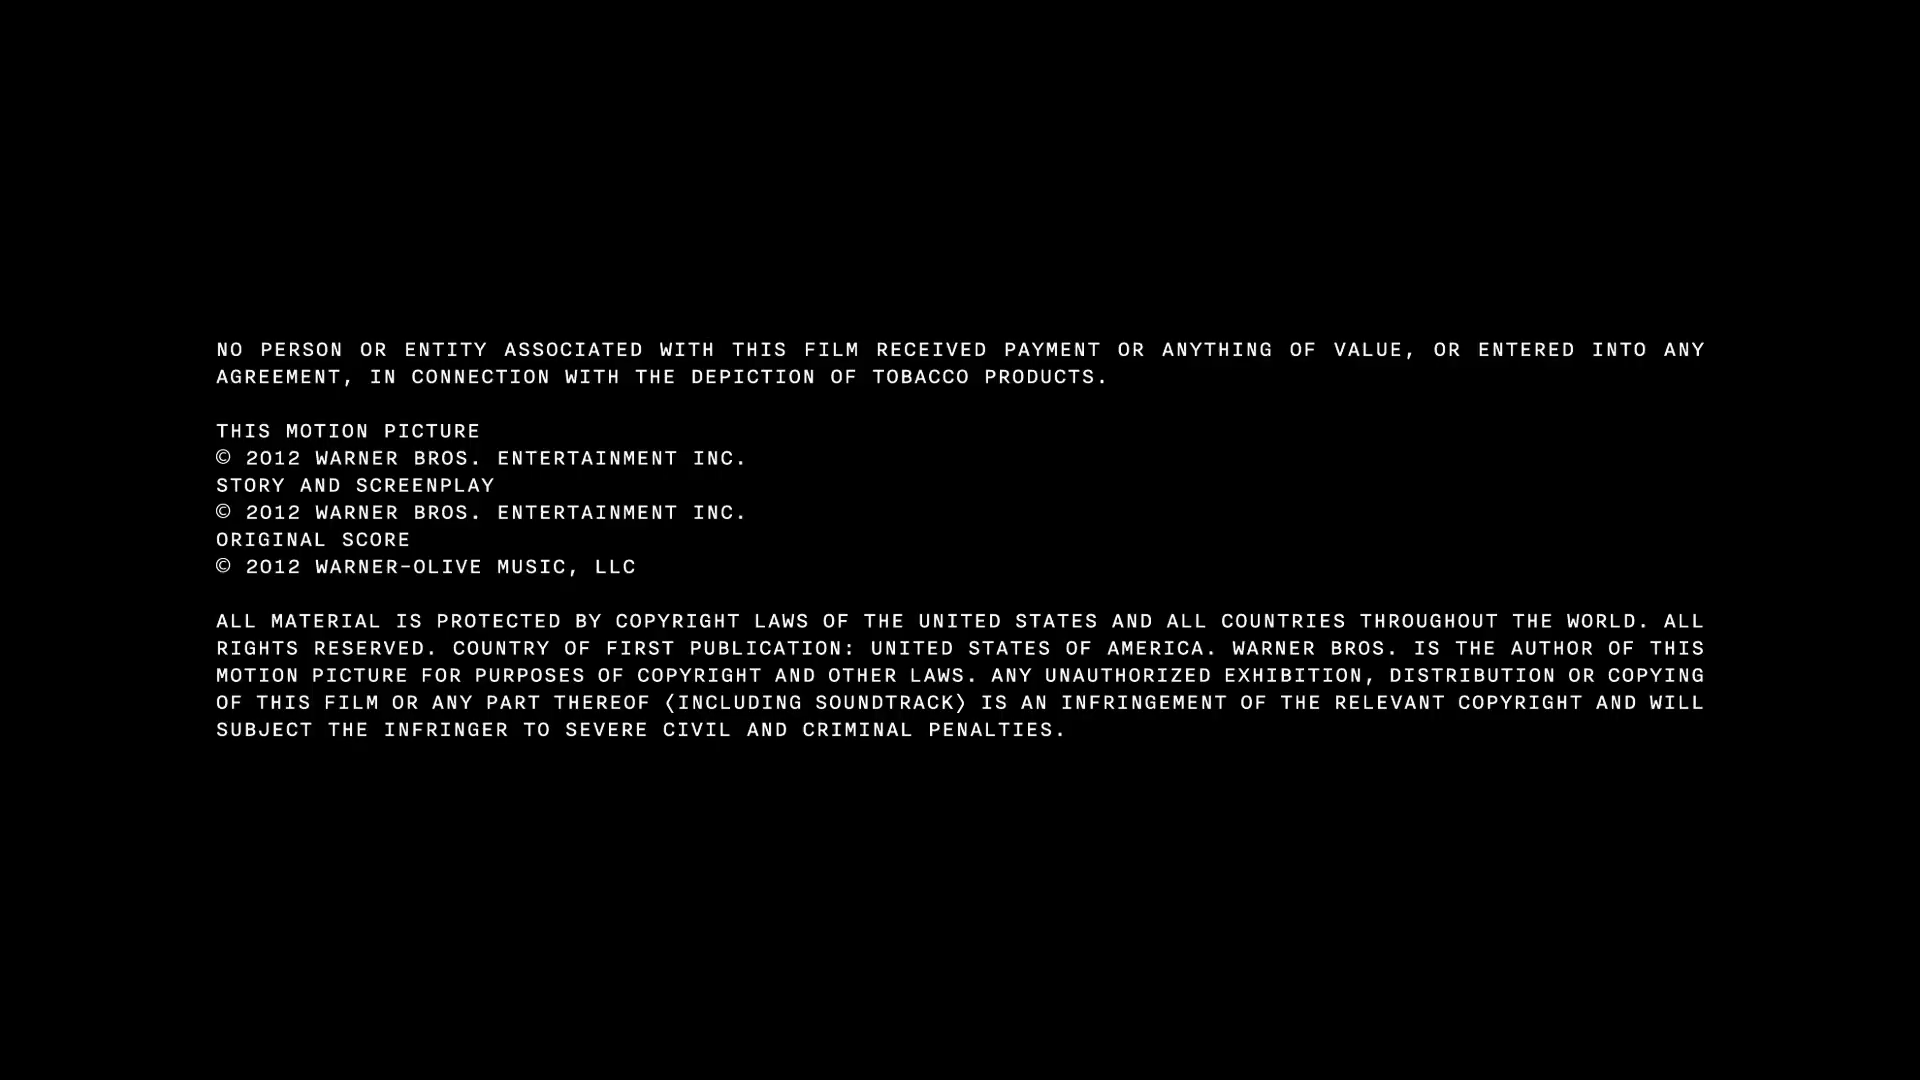 NO PERSON OR ENTITY ASSOCIATED WITH THIS FILM RECEIVED PAYMENT OR ANYTHING OF VALUE, OR ENTERED INTO ANY
AGREEMENT, IN CONNECTION WITH THE DEPICTION OF TOBACCO PRODUCTS.
THIS MOTION PICTURE
© 2012 WARNER BROS. ENTERTAINMENT INC.
STORY AND SCREENPLAY
© 2012 WARNER BROS. ENTERTAINMENT INC.
ORIGINAL SCORE
© 2012 WARNER-OLIVE MUSIC, LLC
ALL MATERIAL IS PROTECTED BY COPYRIGHT LAWS OF THE UNITED STATES AND ALL COUNTRIES THROUGHOUT THE WORLD. ALL
RIGHTS RESERVED. COUNTRY OF FIRST PUBLICATION: UNITED STATES OF AMERICA. WARNER BROS. IS THE AUTHOR OF THIS
MOTION PICTURE FOR PURPOSES OF COPYRIGHT AND OTHER LAWS. ANY UNAUTHORIZED EXHIBITION, DISTRIBUTION OR COPYING
OF THIS FILM OR ANY PART THEREOF ⟨INCLUDING SOUNDTRACK⟩ IS AN INFRINGEMENT OF THE RELEVANT COPYRIGHT AND WILL
SUBJECT THE INFRINGER TO SEVERE CIVIL AND CRIMINAL PENALTIES.